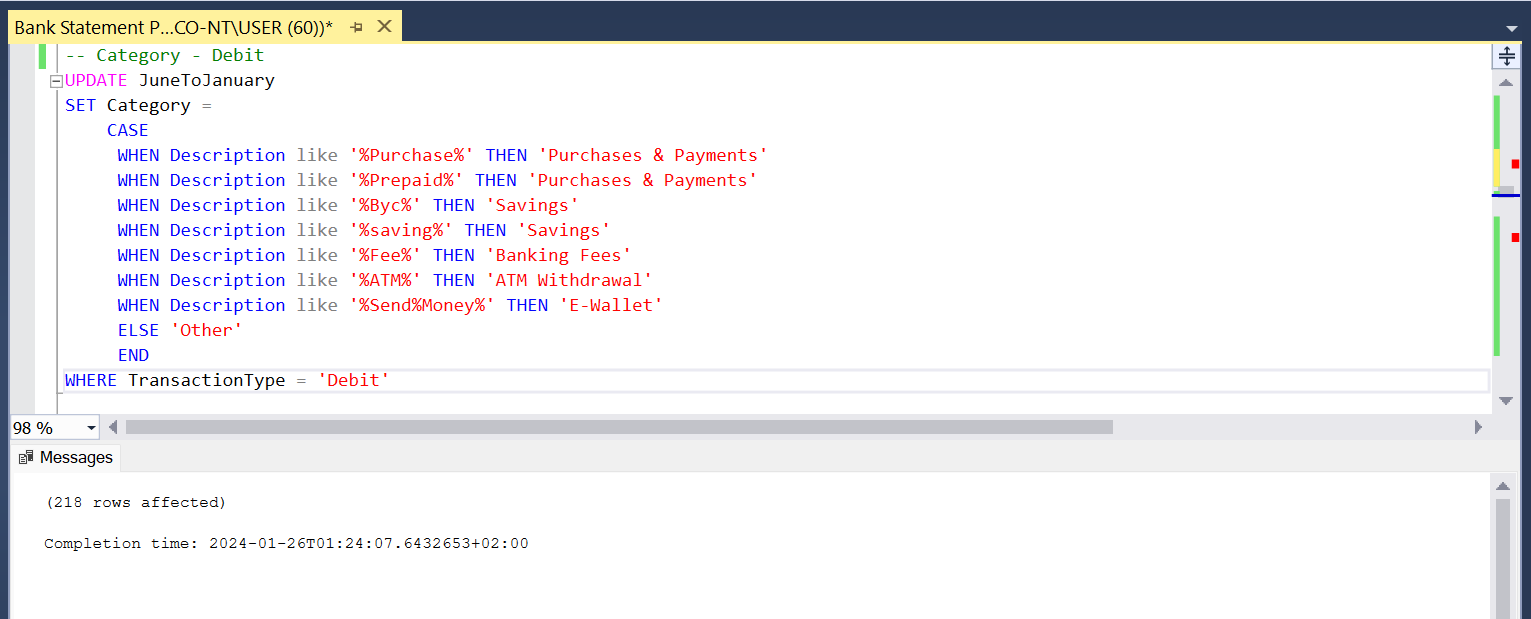 Bank Statement P...CO-NT\USER (60))*
-- Category - Debit
UPDATE JuneToJanuary
SET Category =
CASE
WHEN Description like '%Purchase%' THEN 'Purchases & Payments'
WHEN Description like '%Prepaid%' THEN 'Purchases & Payments'
WHEN Description like '%Byc%' THEN 'Savings'
WHEN Description like '%saving%' THEN 'Savings'
WHEN Description like '%Fee%' THEN 'Banking Fees'
WHEN Description like '%ATM%' THEN 'ATM Withdrawal'
WHEN Description like '%Send%Money%' THEN 'E-Wallet'
ELSE 'Other'
END
WHERE TransactionType = 'Debit'
98 %
Messages
(218 rows affected)
Completion time: 2024-01-26T01:24:07.6432653+02:00